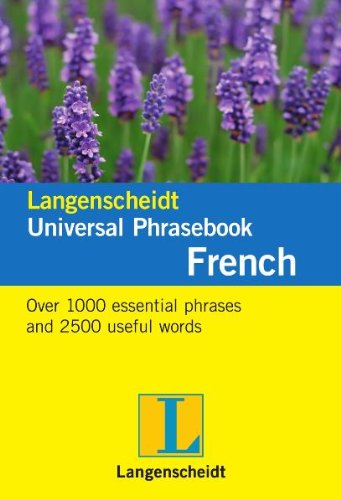 Langenscheidt
Universal Phrasebook
French
Over 1000 essential phrases
and 2500 useful words
L
Langenscheidt